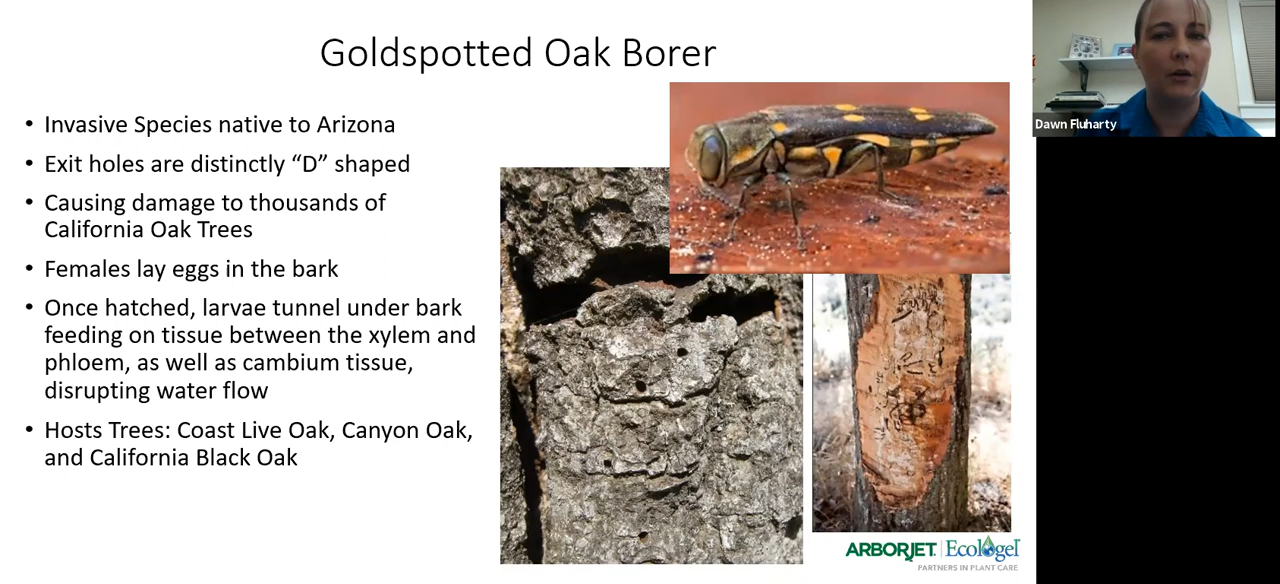 Goldspotted Oak Borer
• Invasive Species native to Arizona
• Exit holes are distinctly “D” shaped
• Causing damage to thousands of
California Oak Trees
• Females lay eggs in the bark
• Once hatched, larvae tunnel under bark
feeding on tissue between the xylem and
phloem, as well as cambium tissue,
disrupting water flow
• Hosts Trees: Coast Live Oak, Canyon Oak,
and California Black Oak
ARBORJET Ecologel
PARTNERS IN PLANT CARE
Dawn Fluharty